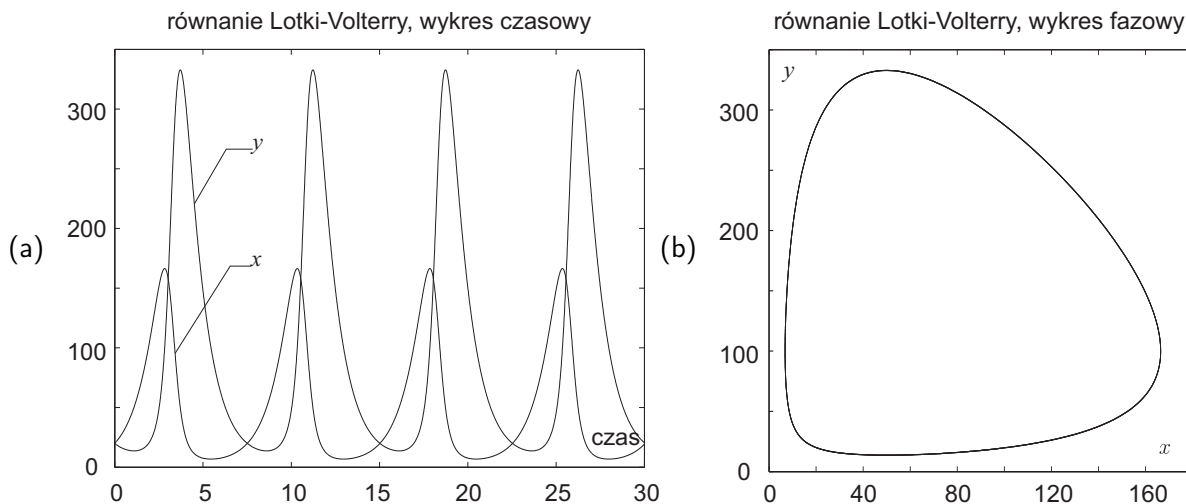 równanie Lotki-Volterry, wykres czasowy
(a)
300
200
100
0
y
x
czas
0 5 10 15 20 25 30
równanie Lotki-Volterry, wykres fazowy
(b)
y
300
200
100
0
x
0 40 80 120 160